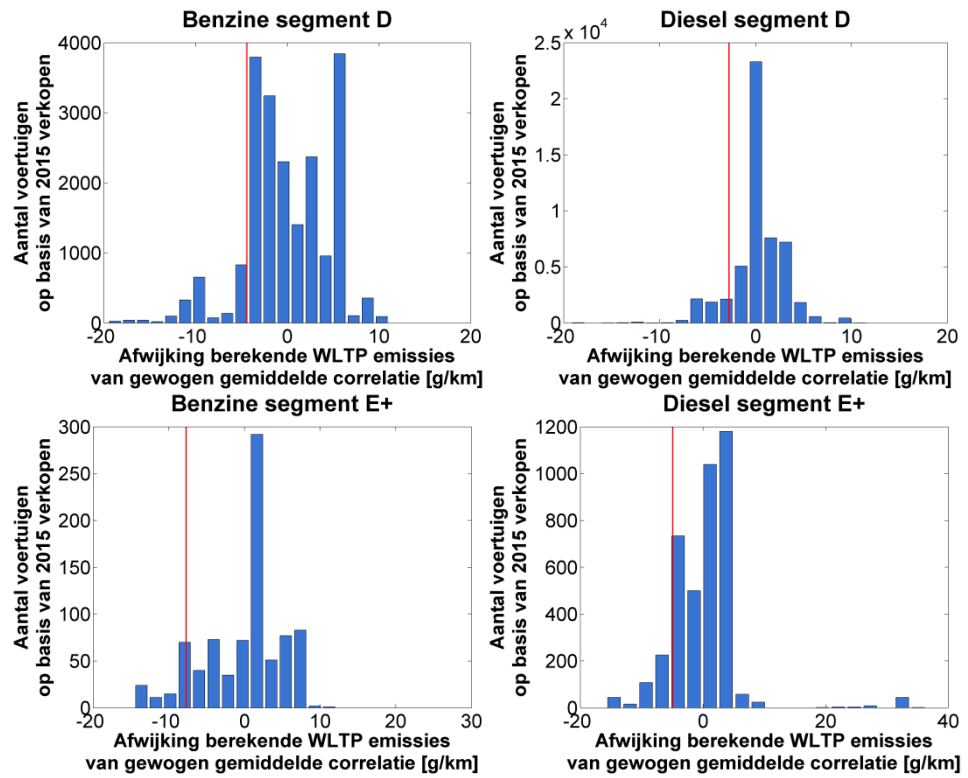 Benzine segment D
4000
3000
2000
1000
0
-20
-10
0
10
20
Aantal voertuigen
op basis van 2015 verkopen
Afwijking berekende WLTP emissies
van gewogen gemiddelde correlatie [g/km]
Diesel segment D
x 10⁴
2.5
2
1.5
1
0.5
0
-20
-10
0
10
20
Aantal voertuigen
op basis van 2015 verkopen
Afwijking berekende WLTP emissies
van gewogen gemiddelde correlatie [g/km]
Benzine segment E+
300
250
200
150
100
50
0
-20
-10
0
10
20
30
Aantal voertuigen
op basis van 2015 verkopen
Afwijking berekende WLTP emissies
van gewogen gemiddelde correlatie [g/km]
Diesel segment E+
1200
1000
800
600
400
200
0
-20
0
20
40
Aantal voertuigen
op basis van 2015 verkopen
Afwijking berekende WLTP emissies
van gewogen gemiddelde correlatie [g/km]